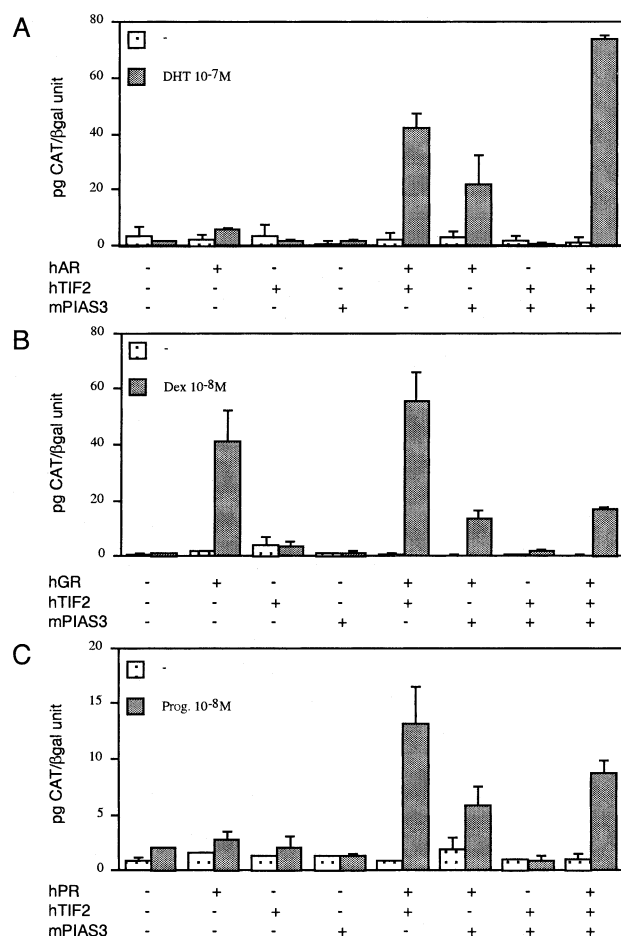 A
80
60
40
20
0
pg CAT/βgal unit
-
DHT 10-7M
hAR - + - - + + - +
hTIF2 - - + - + - + +
mPIAS3 - - - + - + + +
B
80
60
40
20
0
pg CAT/βgal unit
-
Dex 10-8M
hGR - + - - + + - +
hTIF2 - - + - + - + +
mPIAS3 - - - + - + + +
C
20
15
10
5
0
pg CAT/βgal unit
-
Prog. 10-8M
hPR - + - - + + - +
hTIF2 - - + - + - + +
mPIAS3 - - - + - + + +